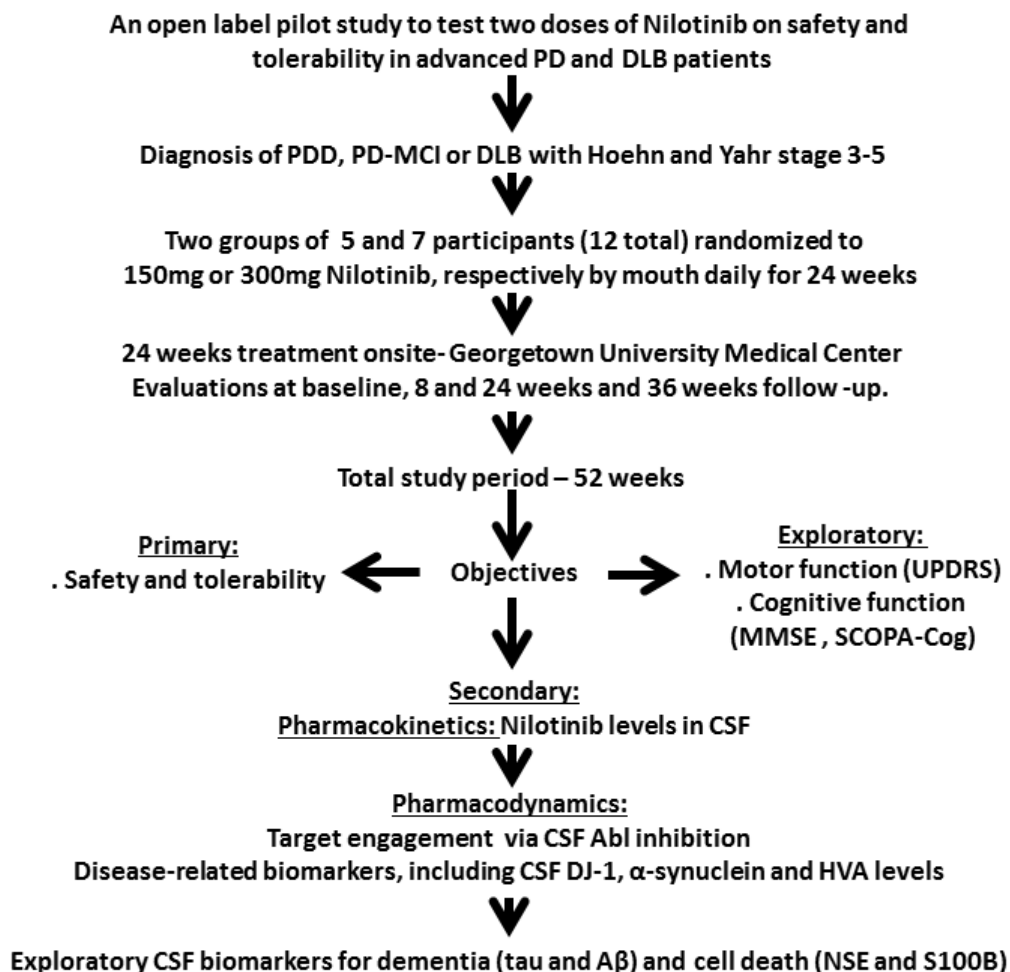 An open label pilot study to test two doses of Nilotinib on safety and
tolerability in advanced PD and DLB patients
Diagnosis of PDD, PD-MCI or DLB with Hoehn and Yahr stage 3-5
Two groups of 5 and 7 participants (12 total) randomized to
150mg or 300mg Nilotinib, respectively by mouth daily for 24 weeks
24 weeks treatment onsite- Georgetown University Medical Center
Evaluations at baseline, 8 and 24 weeks and 36 weeks follow -up.
Total study period – 52 weeks
Primary:
. Safety and tolerability
Objectives
Exploratory:
. Motor function (UPDRS)
. Cognitive function
(MMSE , SCOPA-Cog)
Secondary:
Pharmacokinetics: Nilotinib levels in CSF
Pharmacodynamics:
Target engagement via CSF Abl inhibition
Disease-related biomarkers, including CSF DJ-1, α-synuclein and HVA levels
Exploratory CSF biomarkers for dementia (tau and Aβ) and cell death (NSE and S100B)